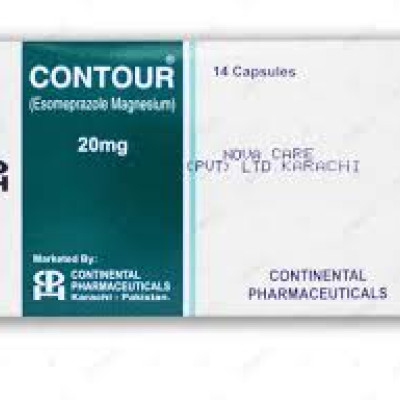 CONTOUR®
(Esomeprazole Magnesium)
20mg
Marketed By:
CONTINENTAL
PHARMACEUTICALS
Karachi - Pakistan.
14 Capsules
NOVA CARE
(PVT) LTD KARACHI
CONTINENTAL
PHARMACEUTICALS